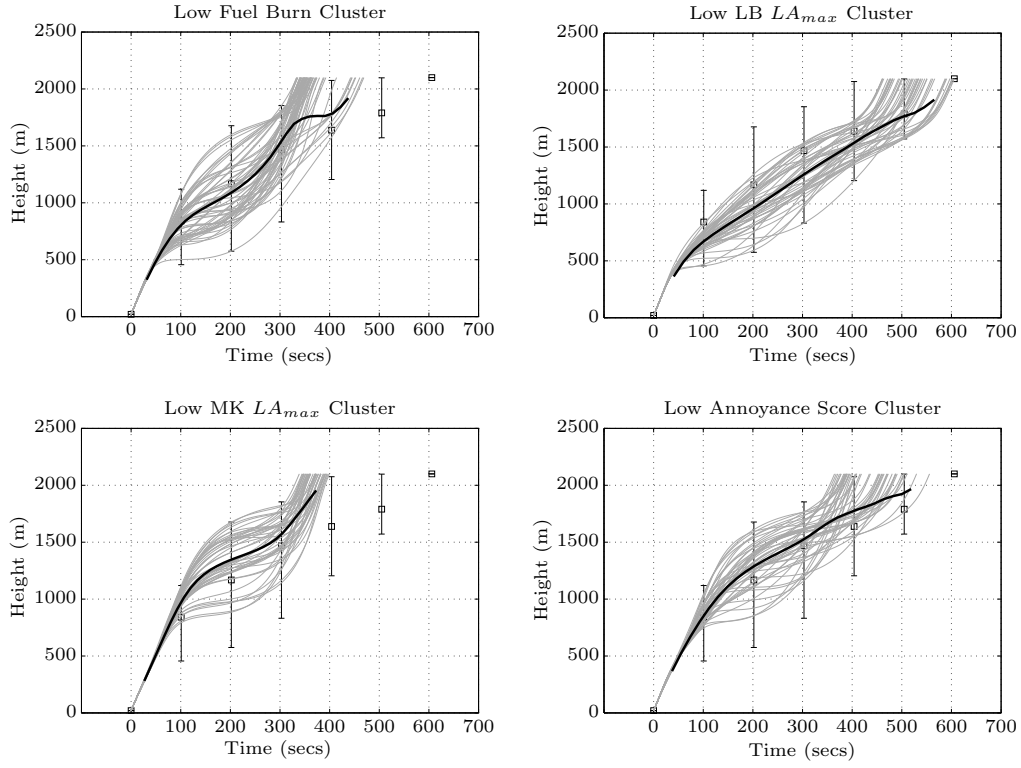 Low Fuel Burn Cluster
2500
2000
1500
1000
500
0
Height (m)
0 100 200 300 400 500 600 700
Time (secs)
Low LB LAmax Cluster
2500
2000
1500
1000
500
0
Height (m)
0 100 200 300 400 500 600 700
Time (secs)
Low MK LAmax Cluster
2500
2000
1500
1000
500
0
Height (m)
0 100 200 300 400 500 600 700
Time (secs)
Low Annoyance Score Cluster
2500
2000
1500
1000
500
0
Height (m)
0 100 200 300 400 500 600 700
Time (secs)